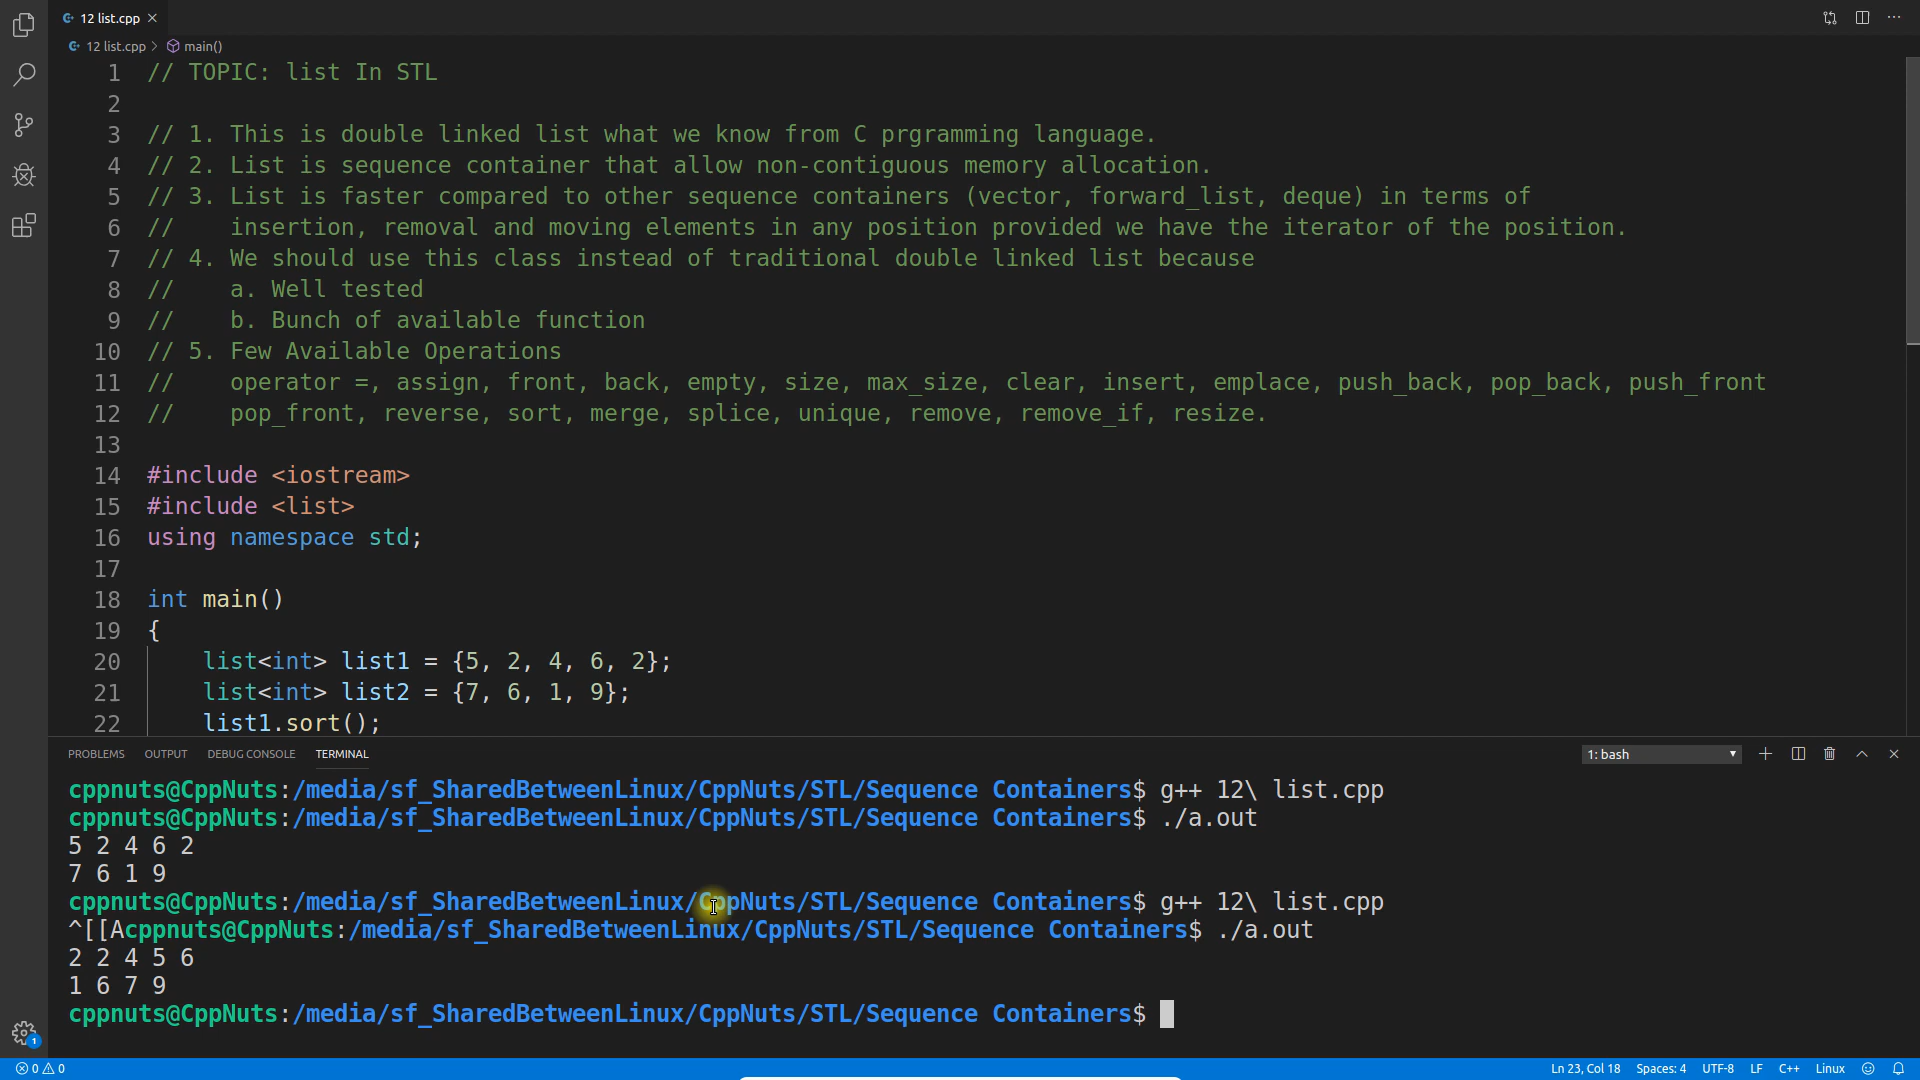 12 list.cpp
12 list.cpp > main()
1 // TOPIC: list In STL
2
3 // 1. This is double linked list what we know from C prgramming language.
4 // 2. List is sequence container that allow non-contiguous memory allocation.
5 // 3. List is faster compared to other sequence containers (vector, forward_list, deque) in terms of
6 //    insertion, removal and moving elements in any position provided we have the iterator of the position.
7 // 4. We should use this class instead of traditional double linked list because
8 //    a. Well tested
9 //    b. Bunch of available function
10 // 5. Few Available Operations
11 //    operator =, assign, front, back, empty, size, max_size, clear, insert, emplace, push_back, pop_back, push_front
12 //    pop_front, reverse, sort, merge, splice, unique, remove, remove_if, resize.
13
14 #include <iostream>
15 #include <list>
16 using namespace std;
17
18 int main()
19 {
20     list<int> list1 = {5, 2, 4, 6, 2};
21     list<int> list2 = {7, 6, 1, 9};
22     list1.sort();
PROBLEMS OUTPUT DEBUG CONSOLE TERMINAL 1: bash
cppnuts@CppNuts:/media/sf_SharedBetweenLinux/CppNuts/STL/Sequence Containers$ g++ 12\ list.cpp
cppnuts@CppNuts:/media/sf_SharedBetweenLinux/CppNuts/STL/Sequence Containers$ ./a.out
5 2 4 6 2
7 6 1 9
cppnuts@CppNuts:/media/sf_SharedBetweenLinux/CppNuts/STL/Sequence Containers$ g++ 12\ list.cpp
^[[Acppnuts@CppNuts:/media/sf_SharedBetweenLinux/CppNuts/STL/Sequence Containers$ ./a.out
2 2 4 5 6
1 6 7 9
cppnuts@CppNuts:/media/sf_SharedBetweenLinux/CppNuts/STL/Sequence Containers$
1
0 0 Ln 23, Col 18 Spaces: 4 UTF-8 LF C++ Linux